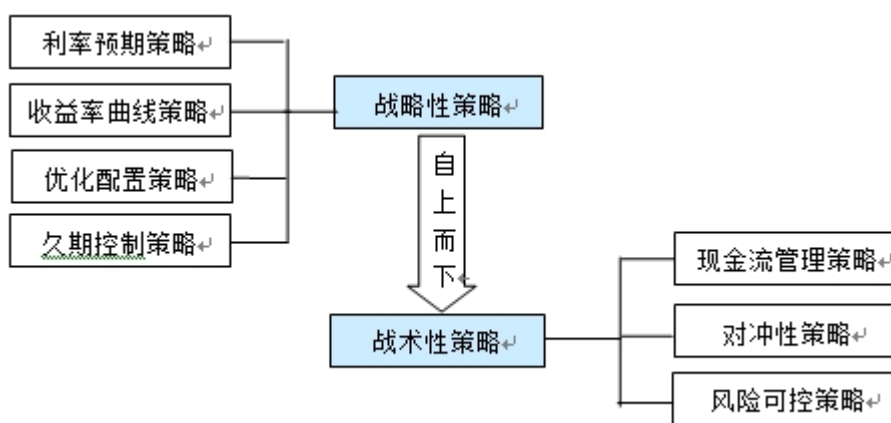 利率预期策略
收益率曲线策略
优化配置策略
久期控制策略
战略性策略
自上而下
战术性策略
现金流管理策略
对冲性策略
风险可控策略